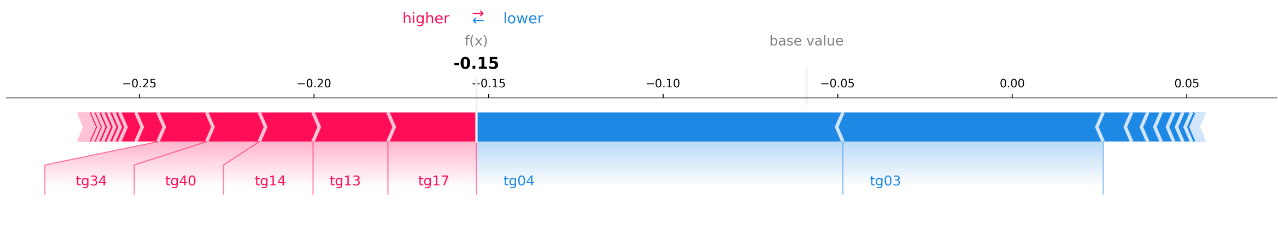 higher ⇄ lower
f(x) base value
-0.15
−0.25 −0.20 −0.15 −0.10 −0.05 0.00 0.05
tg34 tg40 tg14 tg13 tg17 tg04 tg03